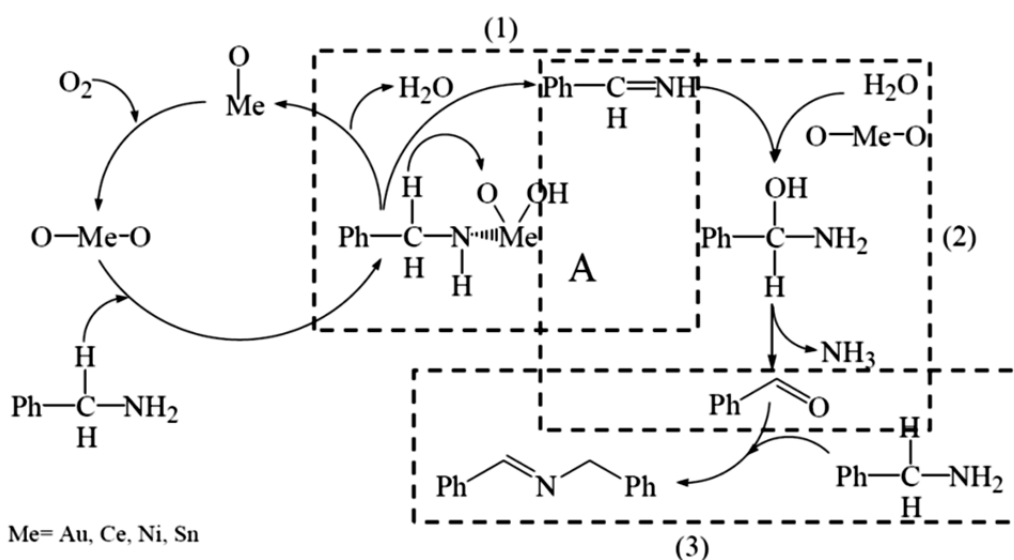 (1)
O
O₂
Me
H₂O
Ph—C=NH
H
H₂O
O—Me–O
H
O
OH
OH
O–Me–O
Ph—C—N Me
H
H
A
Ph—C—NH₂
H
(2)
H
Ph—C—NH₂
H
NH₃
Ph
O
H
Ph
N
Ph
Ph—C—NH₂
H
Me= Au, Ce, Ni, Sn
(3)